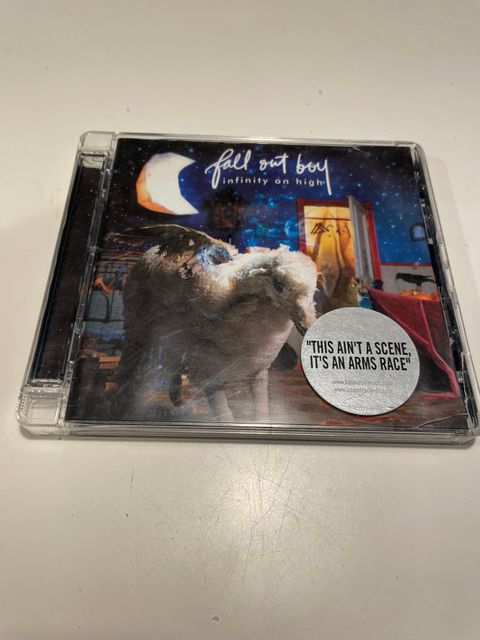 fall out boy
infinity on high
"THIS AIN'T A SCENE,
IT'S AN ARMS RACE"